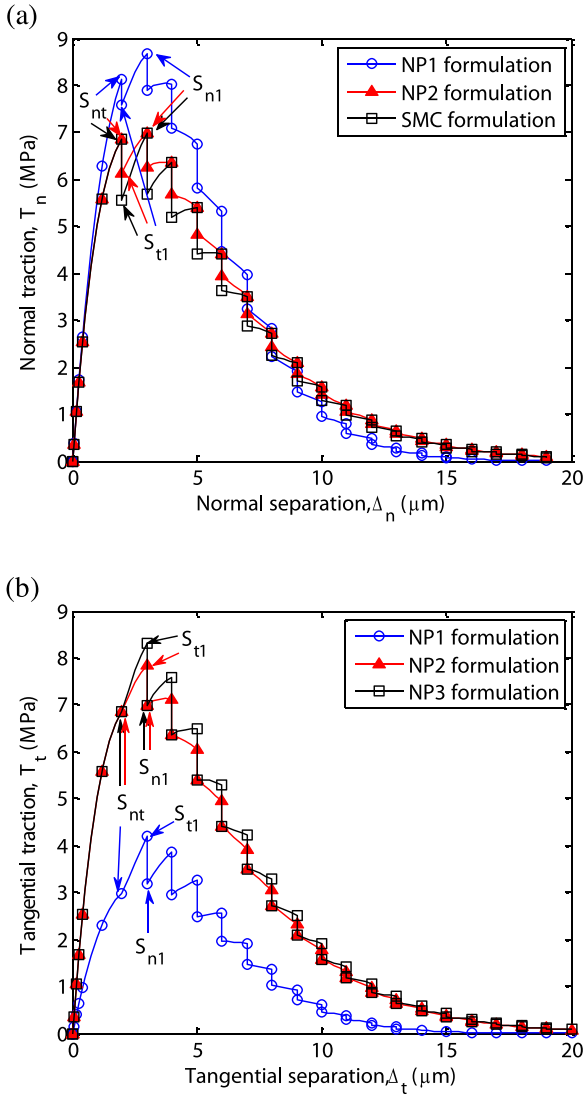 (a)
9
8
7
6
5
4
3
2
1
0
Normal traction, T_n (MPa)
NP1 formulation
NP2 formulation
SMC formulation
S_nt
S_n1
S_t1
0 5 10 15 20
Normal separation,Δ_n (μm)
(b)
9
8
7
6
5
4
3
2
1
0
Tangential traction, T_t (MPa)
NP1 formulation
NP2 formulation
NP3 formulation
S_t1
S_n1
S_nt
S_t1
S_n1
0 5 10 15 20
Tangential separation,Δ_t (μm)